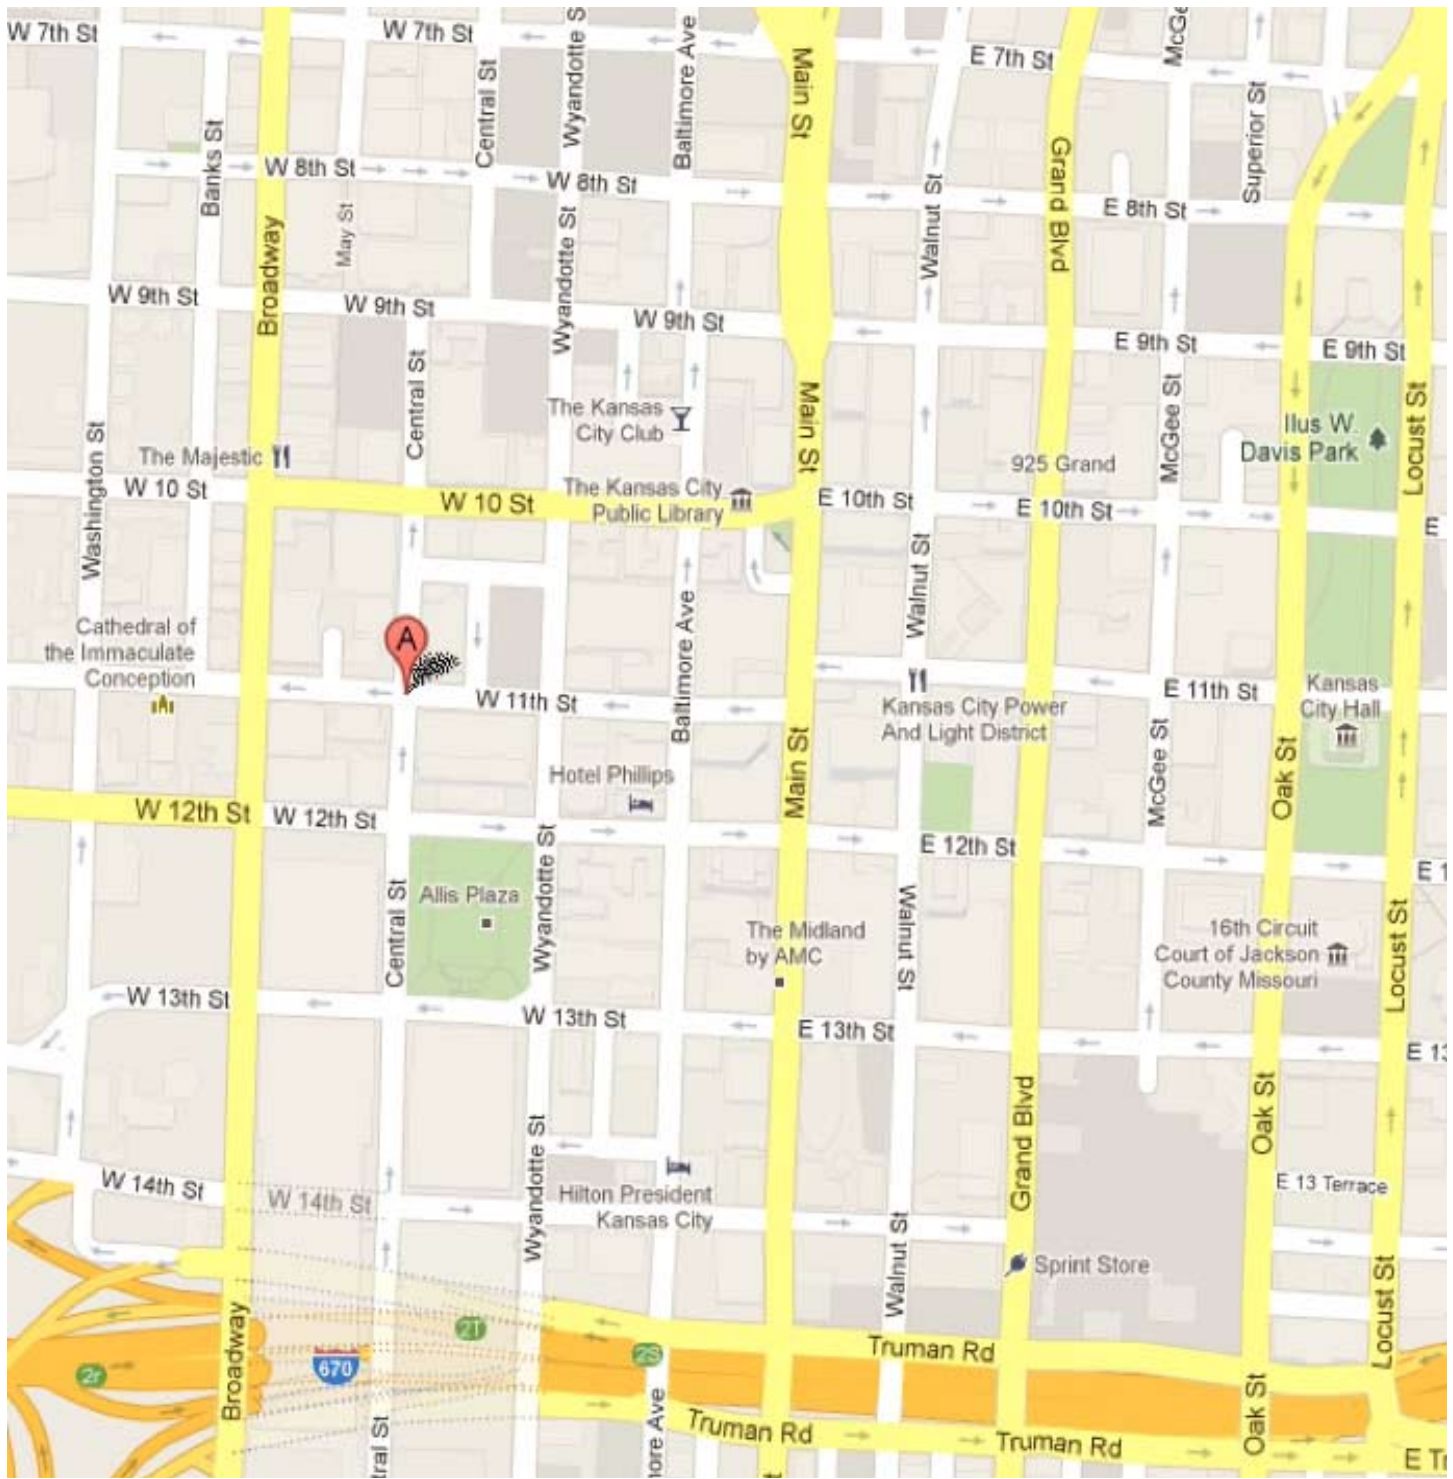 W 7th St
W 7th St
Wyandotte S
Baltimore Ave
Main St
E 7th St
McGe
Central St
Banks St
Superior St
W 8th St
W 8th St
Grand Blvd
E 8th St
May St
Wyandotte St
Walnut St
Broadway
W 9th St
W 9th St
W 9th St
E 9th St
E 9th St
Central St
Main St
McGee St
Locust St
The Kansas
City Club
Ilus W.
Davis Park
Washington St
The Majestic
925 Grand
W 10 St
W 10 St
The Kansas City
Public Library
E 10th St
E 10th St
E
Walnut St
Baltimore Ave
Cathedral of
the Immaculate
Conception
A
W 11th St
E 11th St
Kansas
City Hall
Kansas City Power
And Light District
Main St
McGee St
Oak St
Hotel Phillips
W 12th St
W 12th St
E 12th St
E 1
Wyandotte St
Central St
Allis Plaza
Walnut St
Locust St
The Midland
by AMC
16th Circuit
Court of Jackson
County Missouri
W 13th St
W 13th St
E 13th St
E 13
Grand Blvd
Oak St
Wyandotte St
W 14th St
W 14th St
E 13 Terrace
Hilton President
Kansas City
Walnut St
Sprint Store
Locust St
Broadway
2T
2S
2r
670
Truman Rd
Oak St
tral St
more Ave
Truman Rd
Truman Rd
t
E Tr